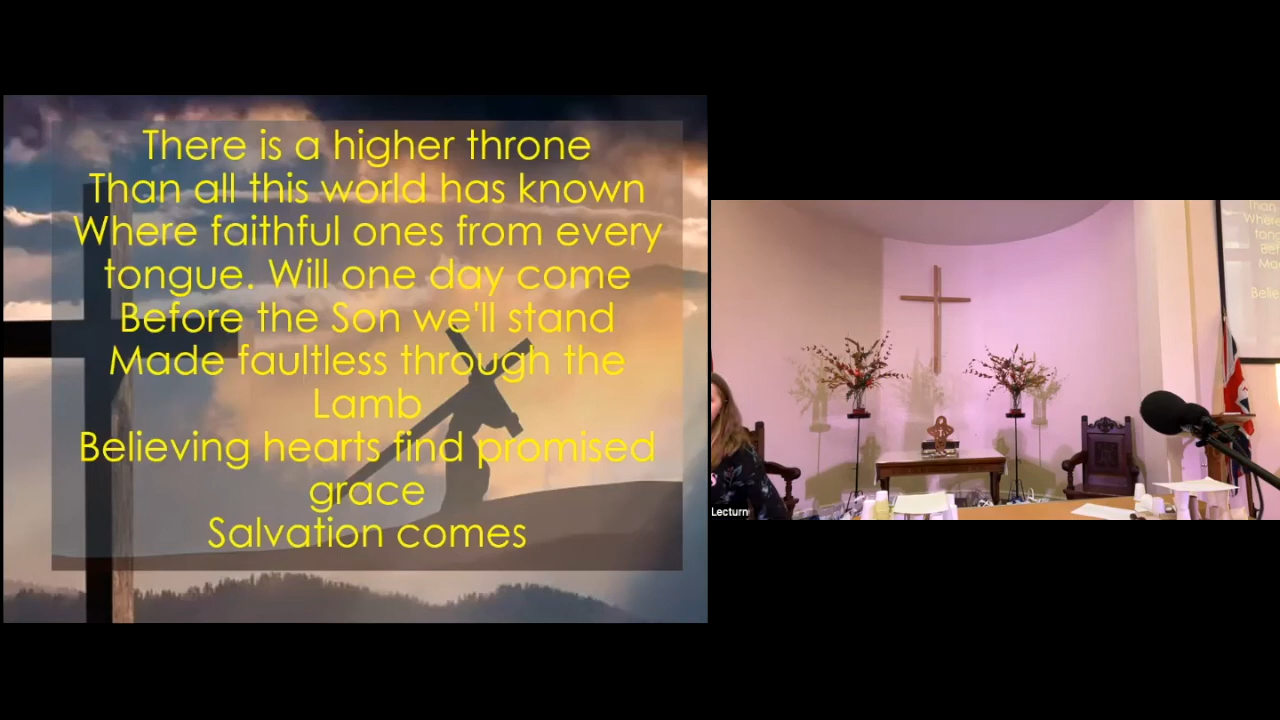 There is a higher throne
Than all this world has known
Where faithful ones from every
tongue. Will one day come
Before the Son we'll stand
Made faultless through the
Lamb
Believing hearts find promised
grace
Salvation comes
Lecturn